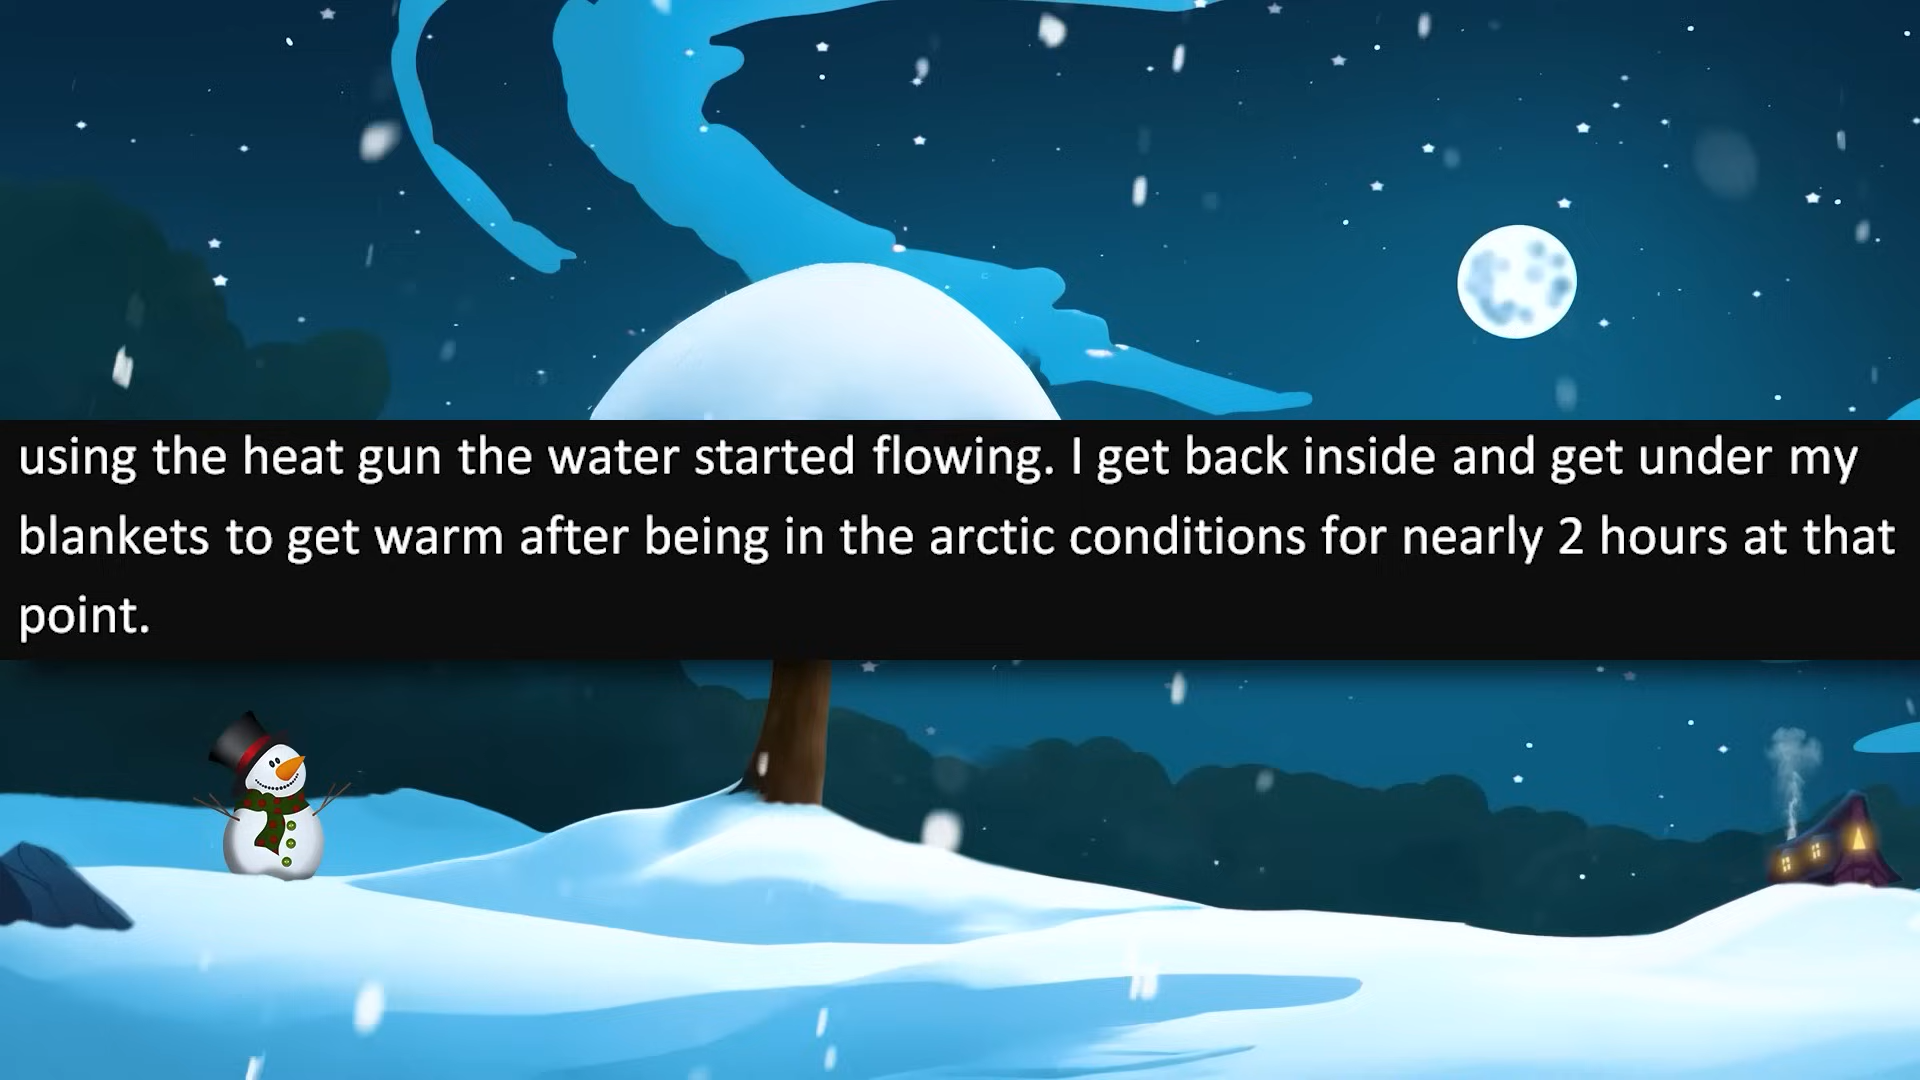 using the heat gun the water started flowing. I get back inside and get under my
blankets to get warm after being in the arctic conditions for nearly 2 hours at that
point.